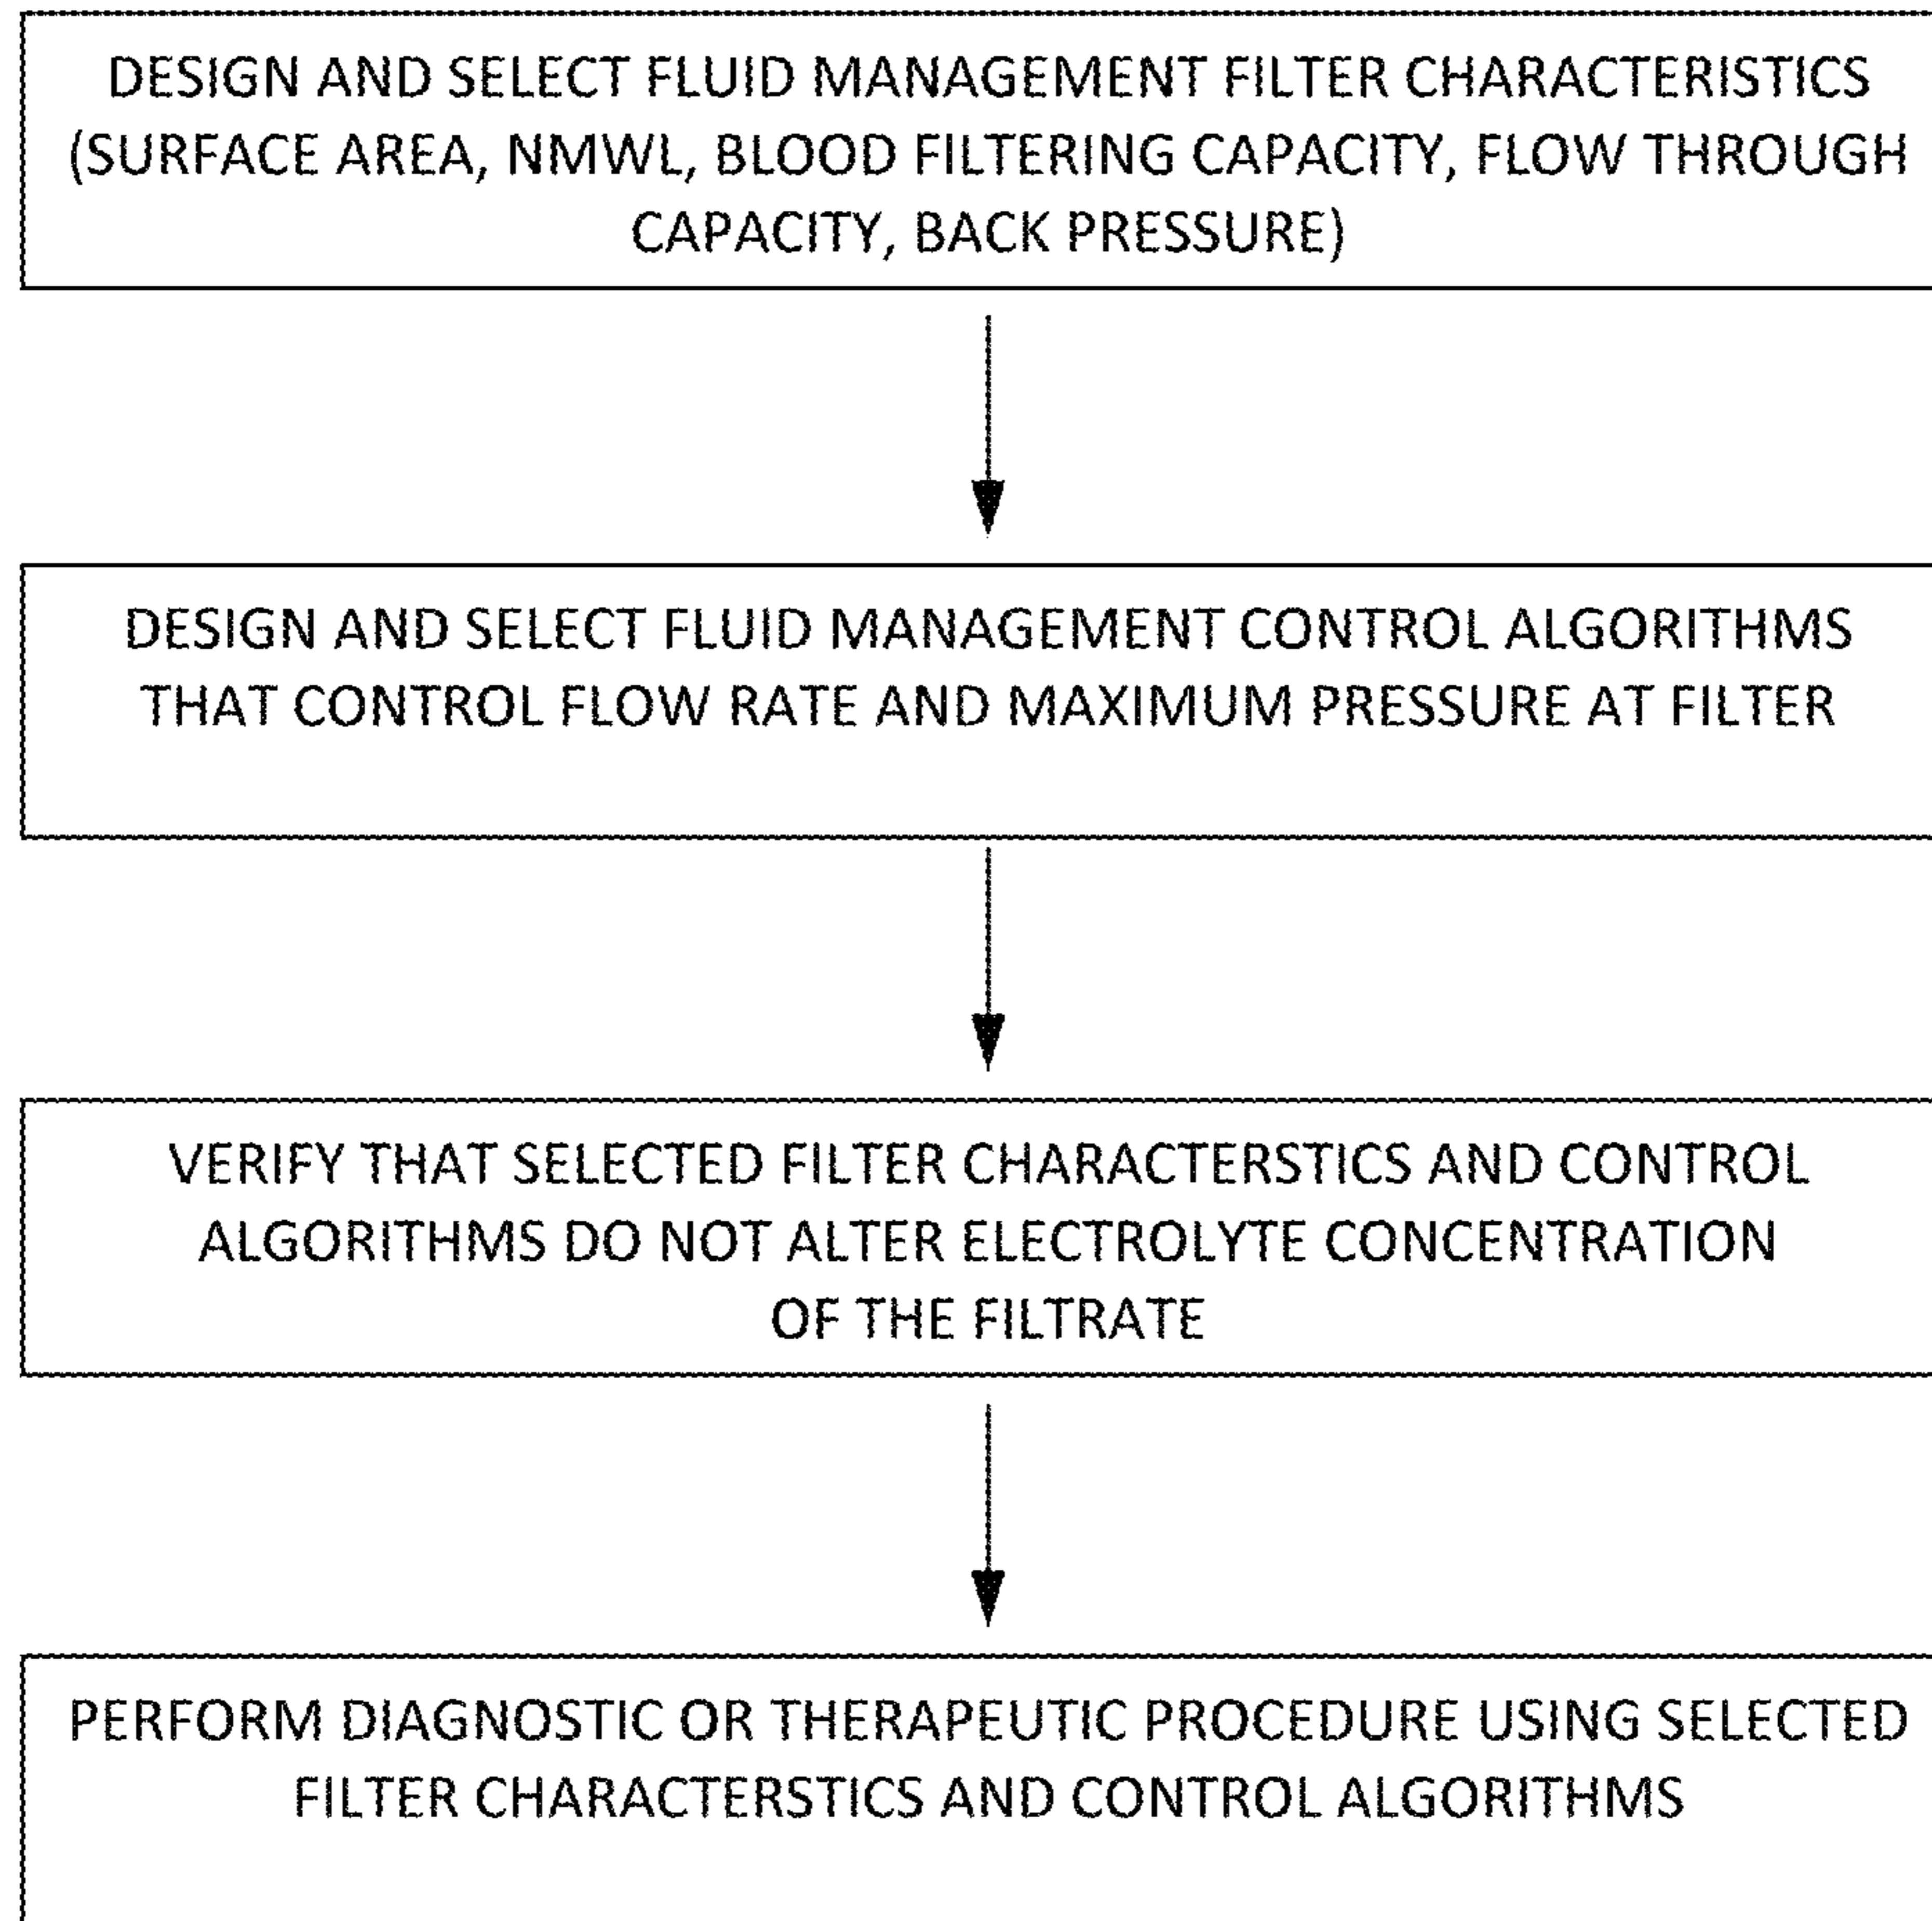 DESIGN AND SELECT FLUID MANAGEMENT FILTER CHARACTERISTICS
(SURFACE AREA, NMWL, BLOOD FILTERING CAPACITY, FLOW THROUGH
CAPACITY, BACK PRESSURE)
DESIGN AND SELECT FLUID MANAGEMENT CONTROL ALGORITHMS
THAT CONTROL FLOW RATE AND MAXIMUM PRESSURE AT FILTER
VERIFY THAT SELECTED FILTER CHARACTERSTICS AND CONTROL
ALGORITHMS DO NOT ALTER ELECTROLYTE CONCENTRATION
OF THE FILTRATE
PERFORM DIAGNOSTIC OR THERAPEUTIC PROCEDURE USING SELECTED
FILTER CHARACTERSTICS AND CONTROL ALGORITHMS